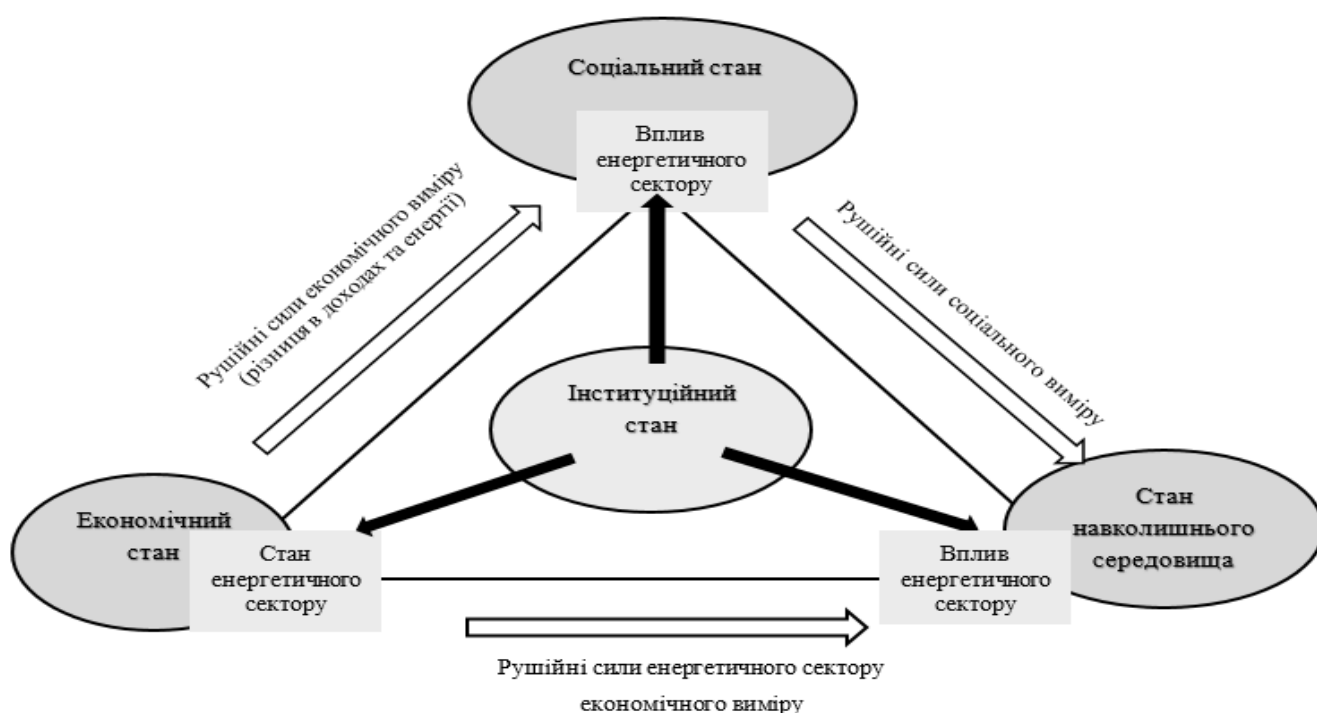 Соціальний стан
Вплив
енергетичного
сектору
Рушійні сили економічного виміру
(різниця в доходах та енергії)
Рушійні сили соціального виміру
Інституційний
стан
Економічний
стан
Стан
енергетичного
сектору
Вплив
енергетичного
сектору
Стан
навколишнього
середовища
Рушійні сили енергетичного сектору
економічного виміру